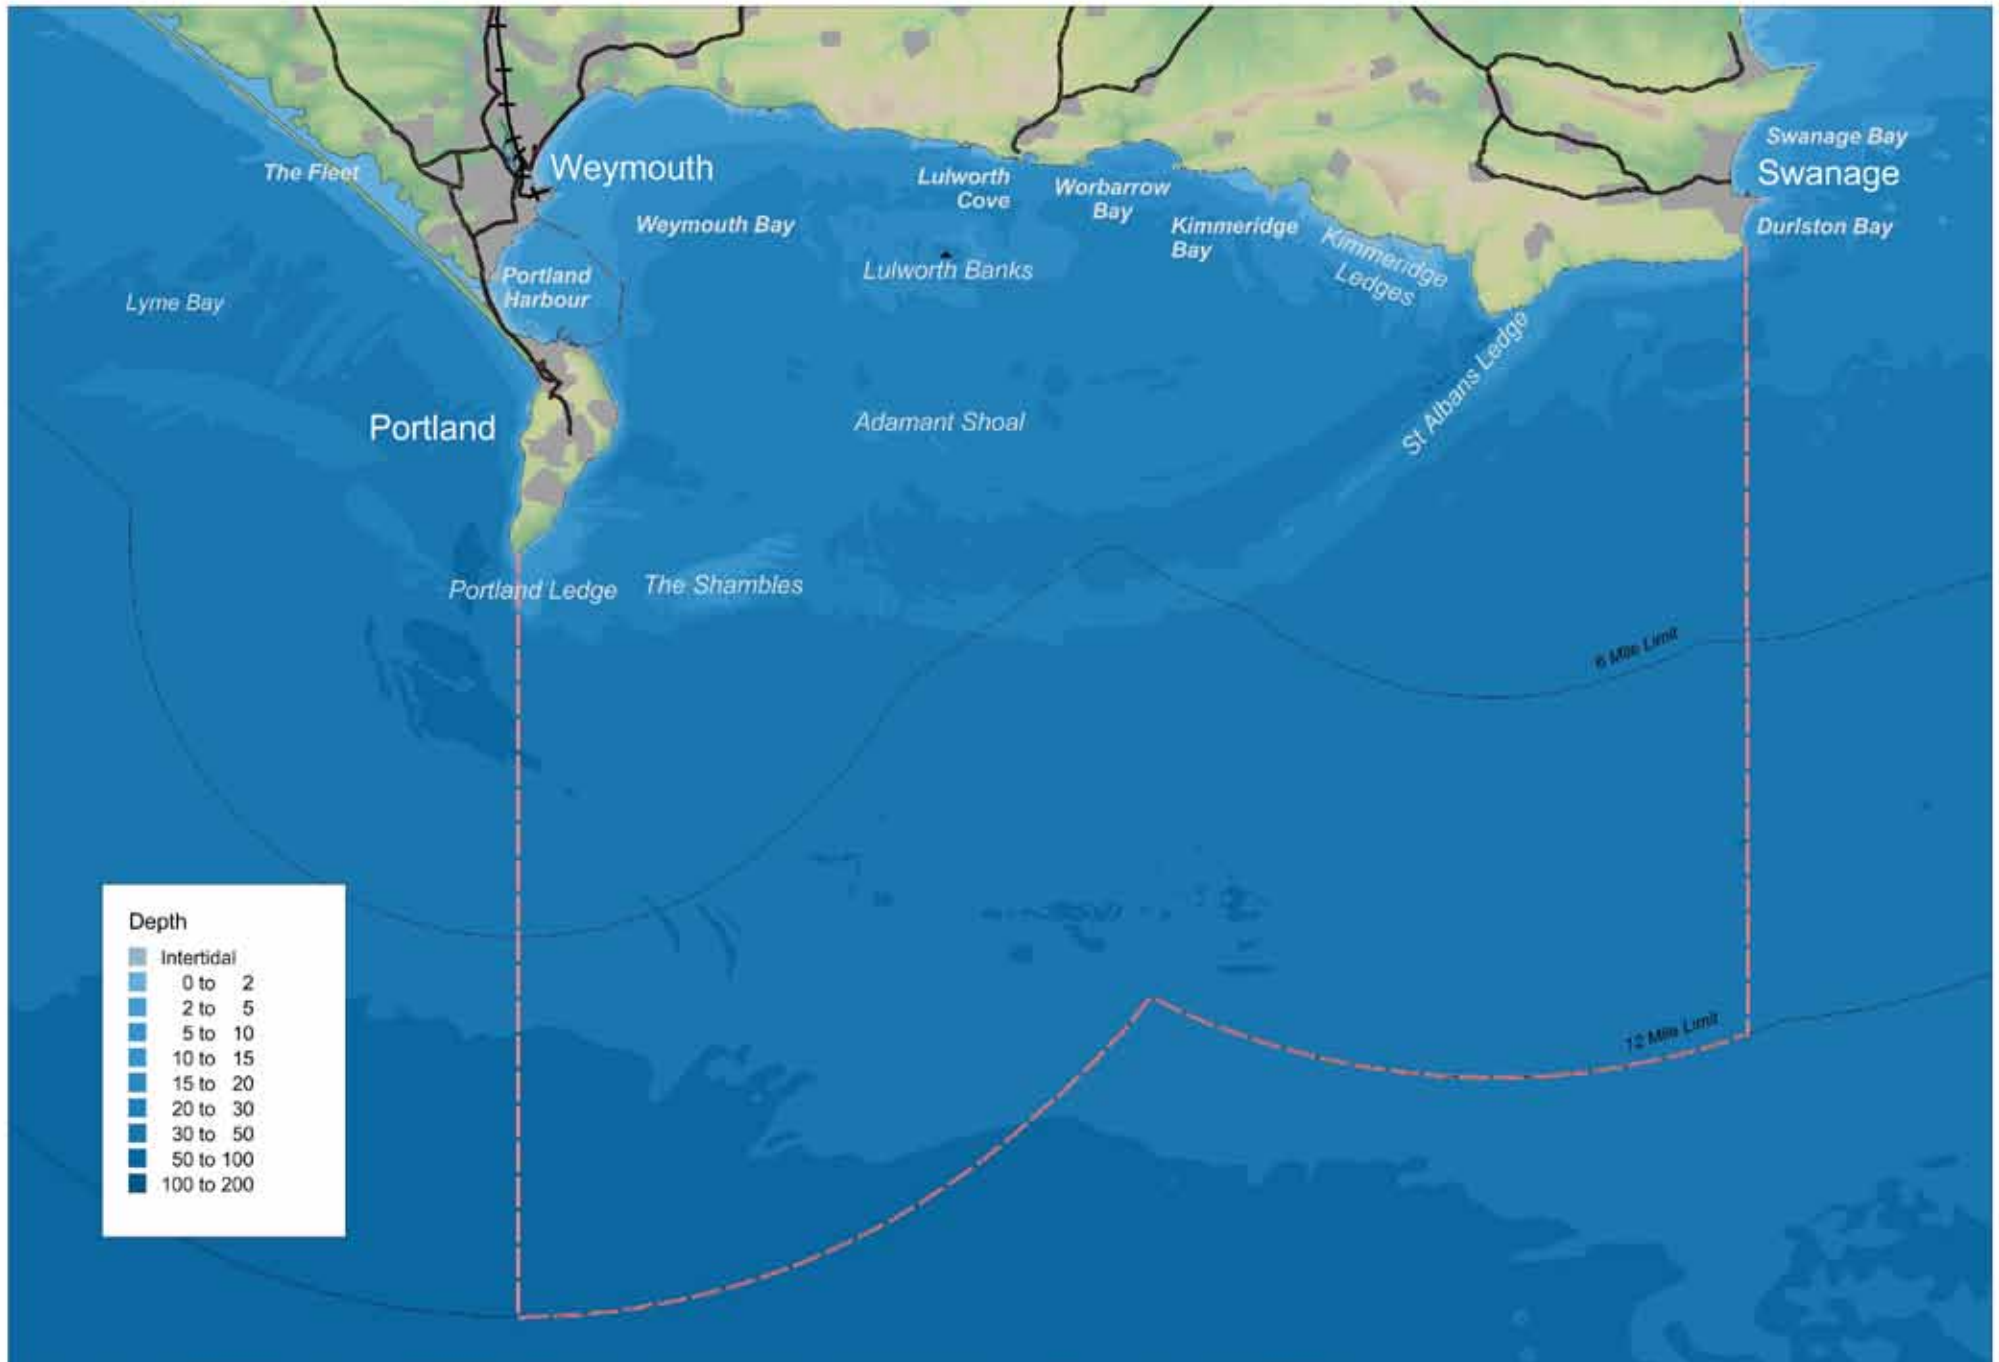 The Fleet
Weymouth
Weymouth Bay
Lulworth
Cove
Worbarrow
Bay
Kimmeridge
Bay
Kimmeridge
Ledges
Swanage Bay
Swanage
Durlston Bay
Portland
Harbour
Lulworth Banks
Lyme Bay
St Albans Ledge
Portland
Adamant Shoal
Portland Ledge
The Shambles
6 Mile Limit
12 Mile Limit
Depth
Intertidal
0 to 2
2 to 5
5 to 10
10 to 15
15 to 20
20 to 30
30 to 50
50 to 100
100 to 200